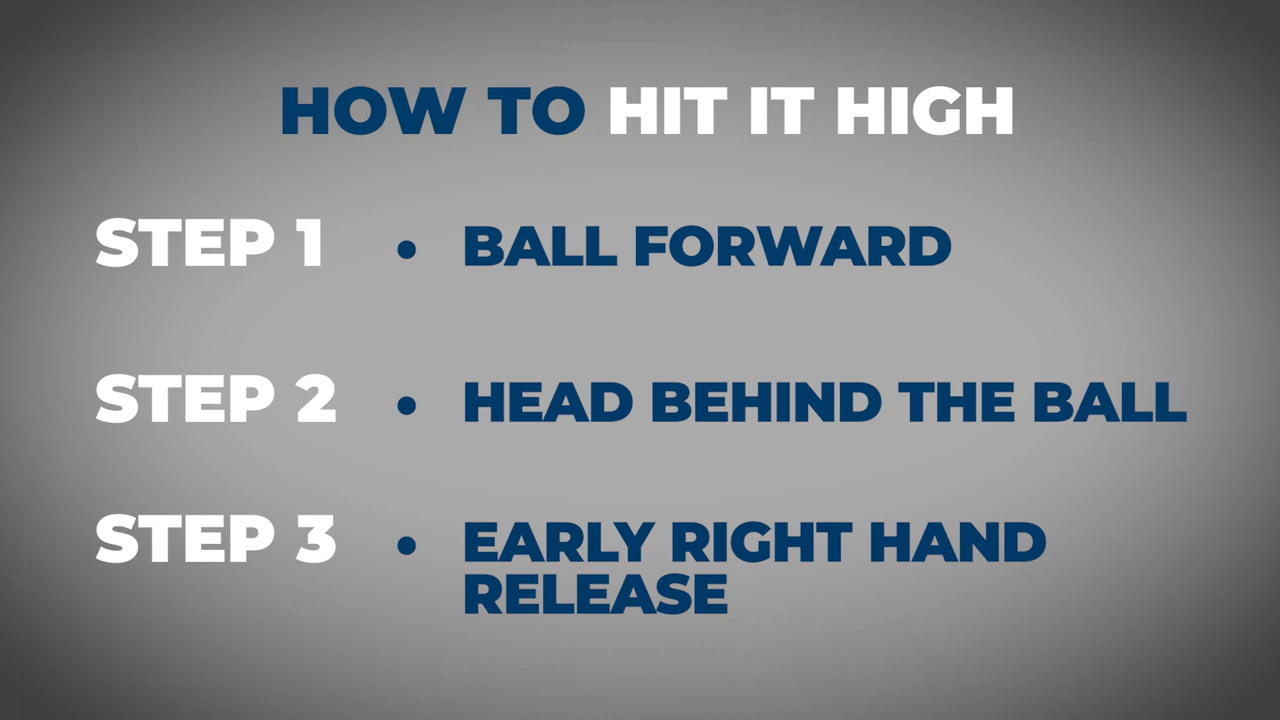 HOW TO HIT IT HIGH
STEP 1 • BALL FORWARD
STEP 2 • HEAD BEHIND THE BALL
STEP 3 • EARLY RIGHT HAND
RELEASE